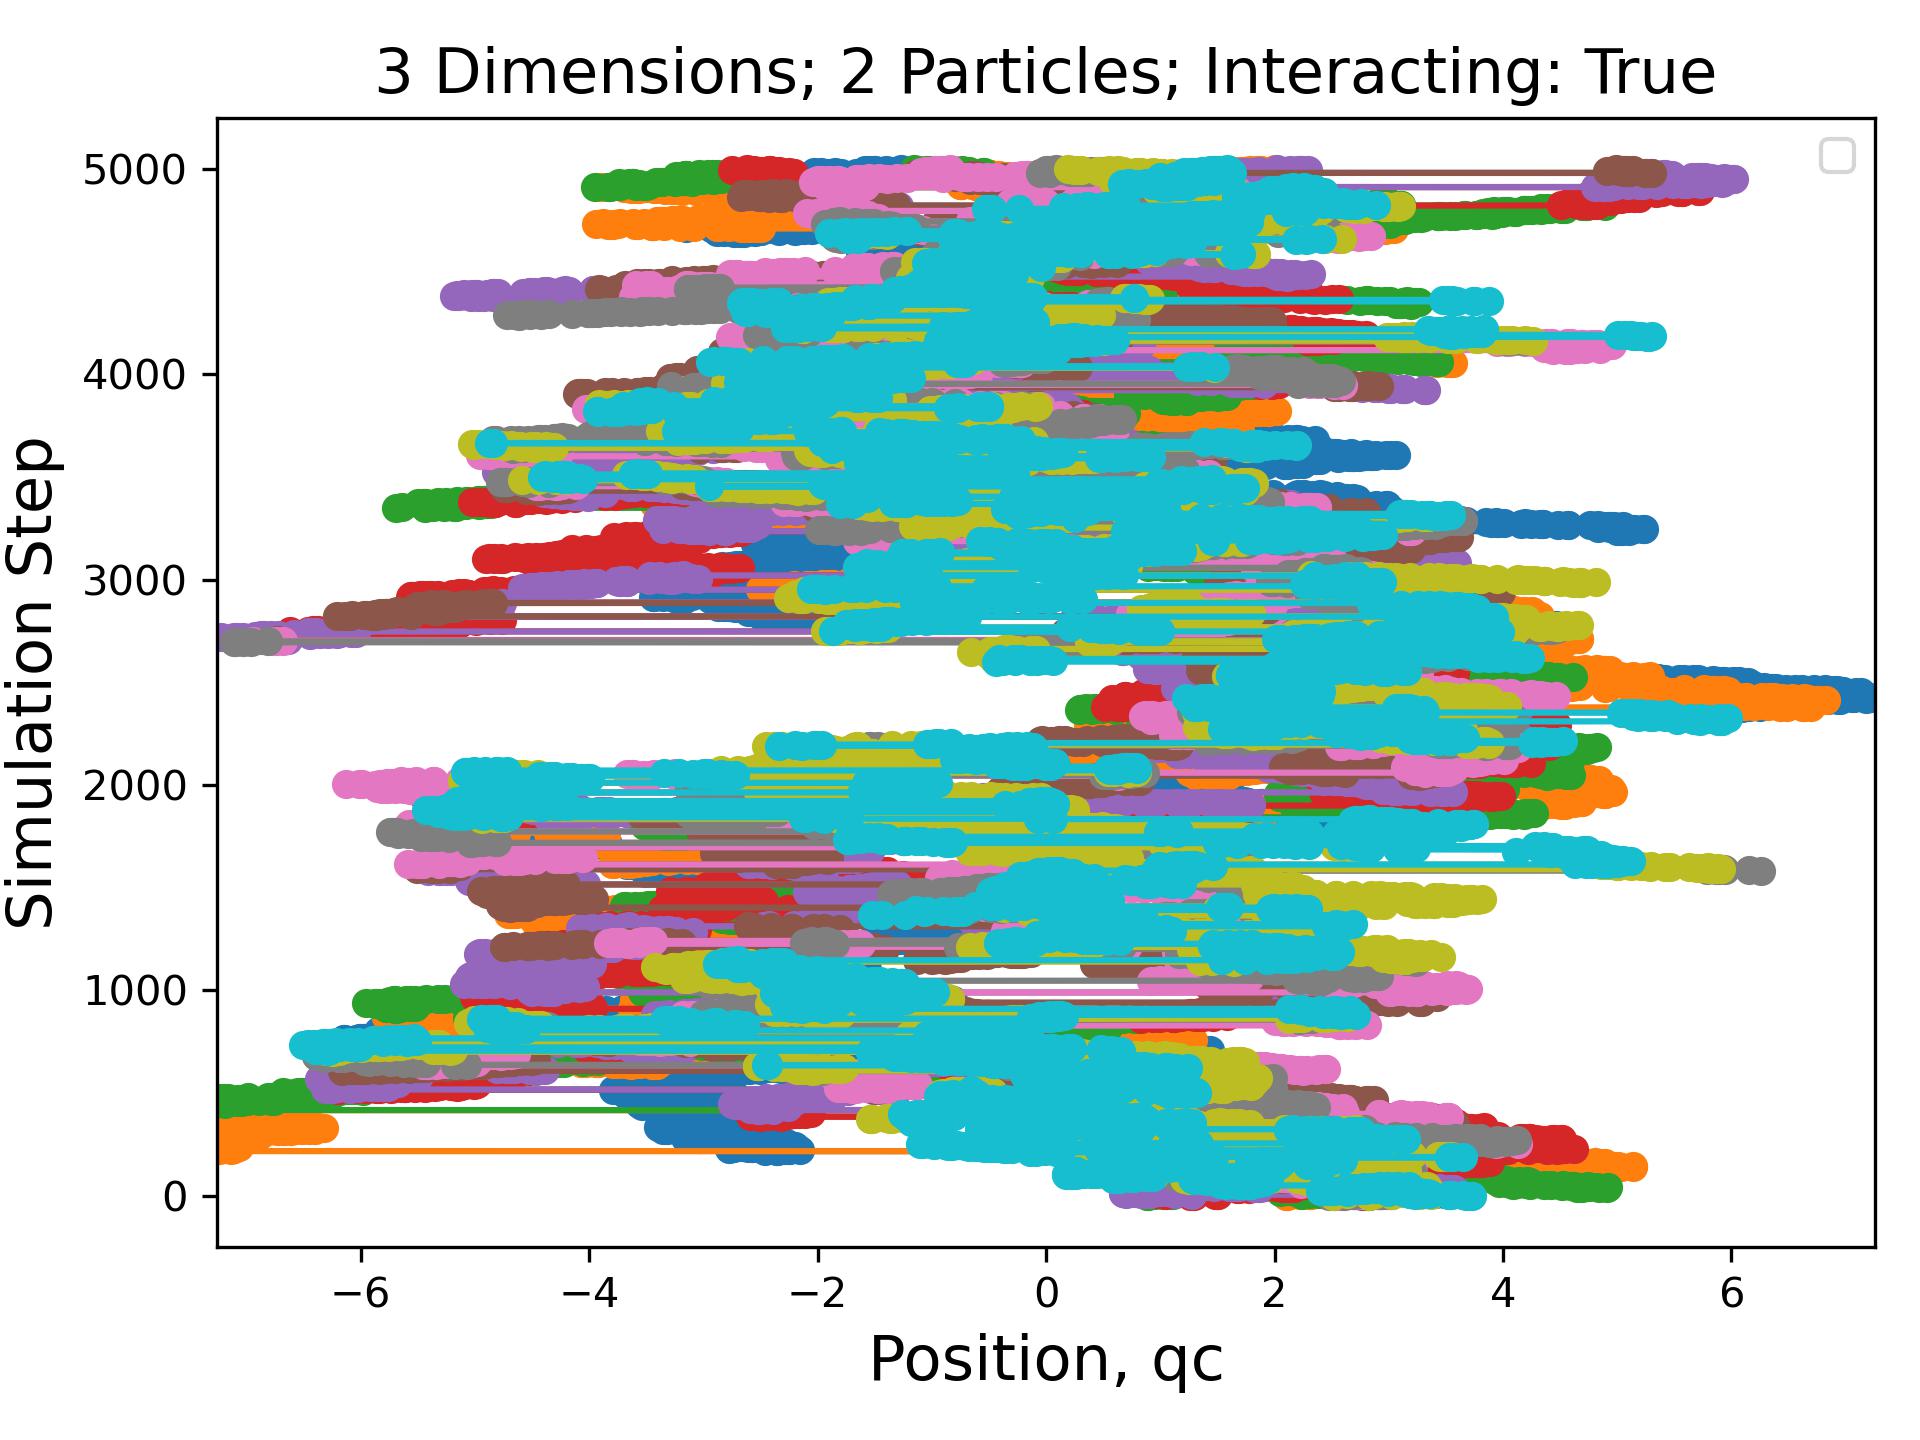 3 Dimensions; 2 Particles; Interacting: True
5000
4000
3000
2000
1000
0
Simulation Step
−6 −4 −2 0 2 4 6
Position, qc